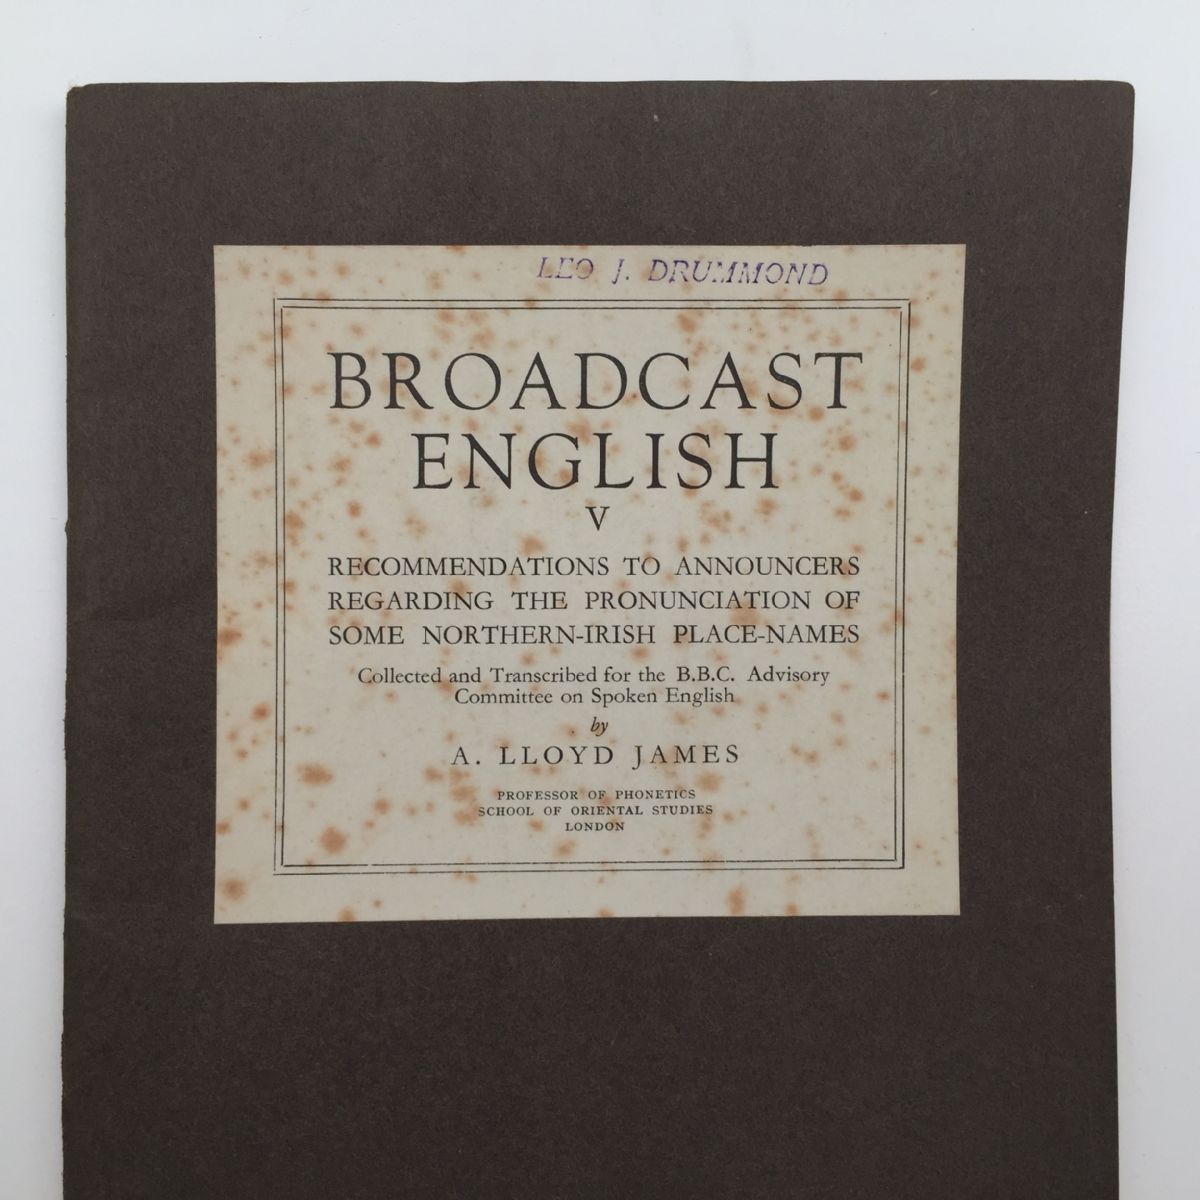 LEO J. DRUMMOND
BROADCAST
ENGLISH
V
RECOMMENDATIONS TO ANNOUNCERS
REGARDING THE PRONUNCIATION OF
SOME NORTHERN-IRISH PLACE-NAMES
Collected and Transcribed for the B.B.C. Advisory
Committee on Spoken English
by
A. LLOYD JAMES
PROFESSOR OF PHONETICS
SCHOOL OF ORIENTAL STUDIES
LONDON